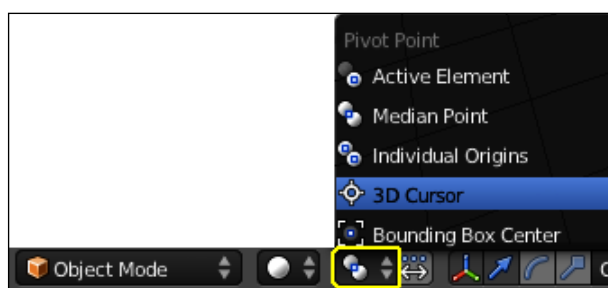 Pivot Point
Active Element
Median Point
Individual Origins
3D Cursor
Bounding Box Center
Object Mode